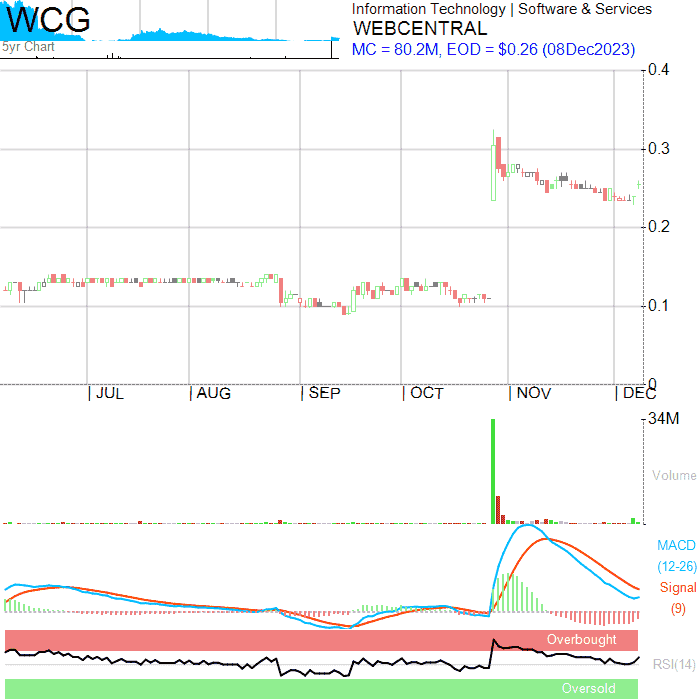 WCG
5yr Chart
Information Technology | Software & Services
WEBCENTRAL
MC = 80.2M, EOD = $0.26 (08Dec2023)
0.4
0.3
0.2
0.1
0
JUL AUG SEP OCT NOV DEC
34M
Volume
MACD
(12-26)
Signal
(9)
Overbought
RSI(14)
Oversold